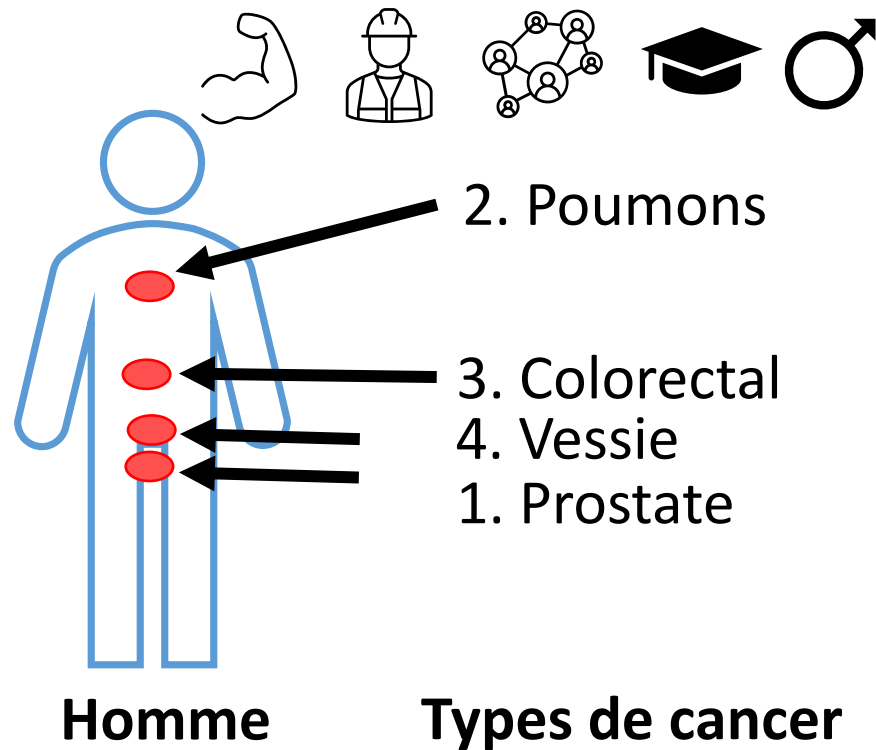 2. Poumons
3. Colorectal
4. Vessie
1. Prostate
Homme
Types de cancer